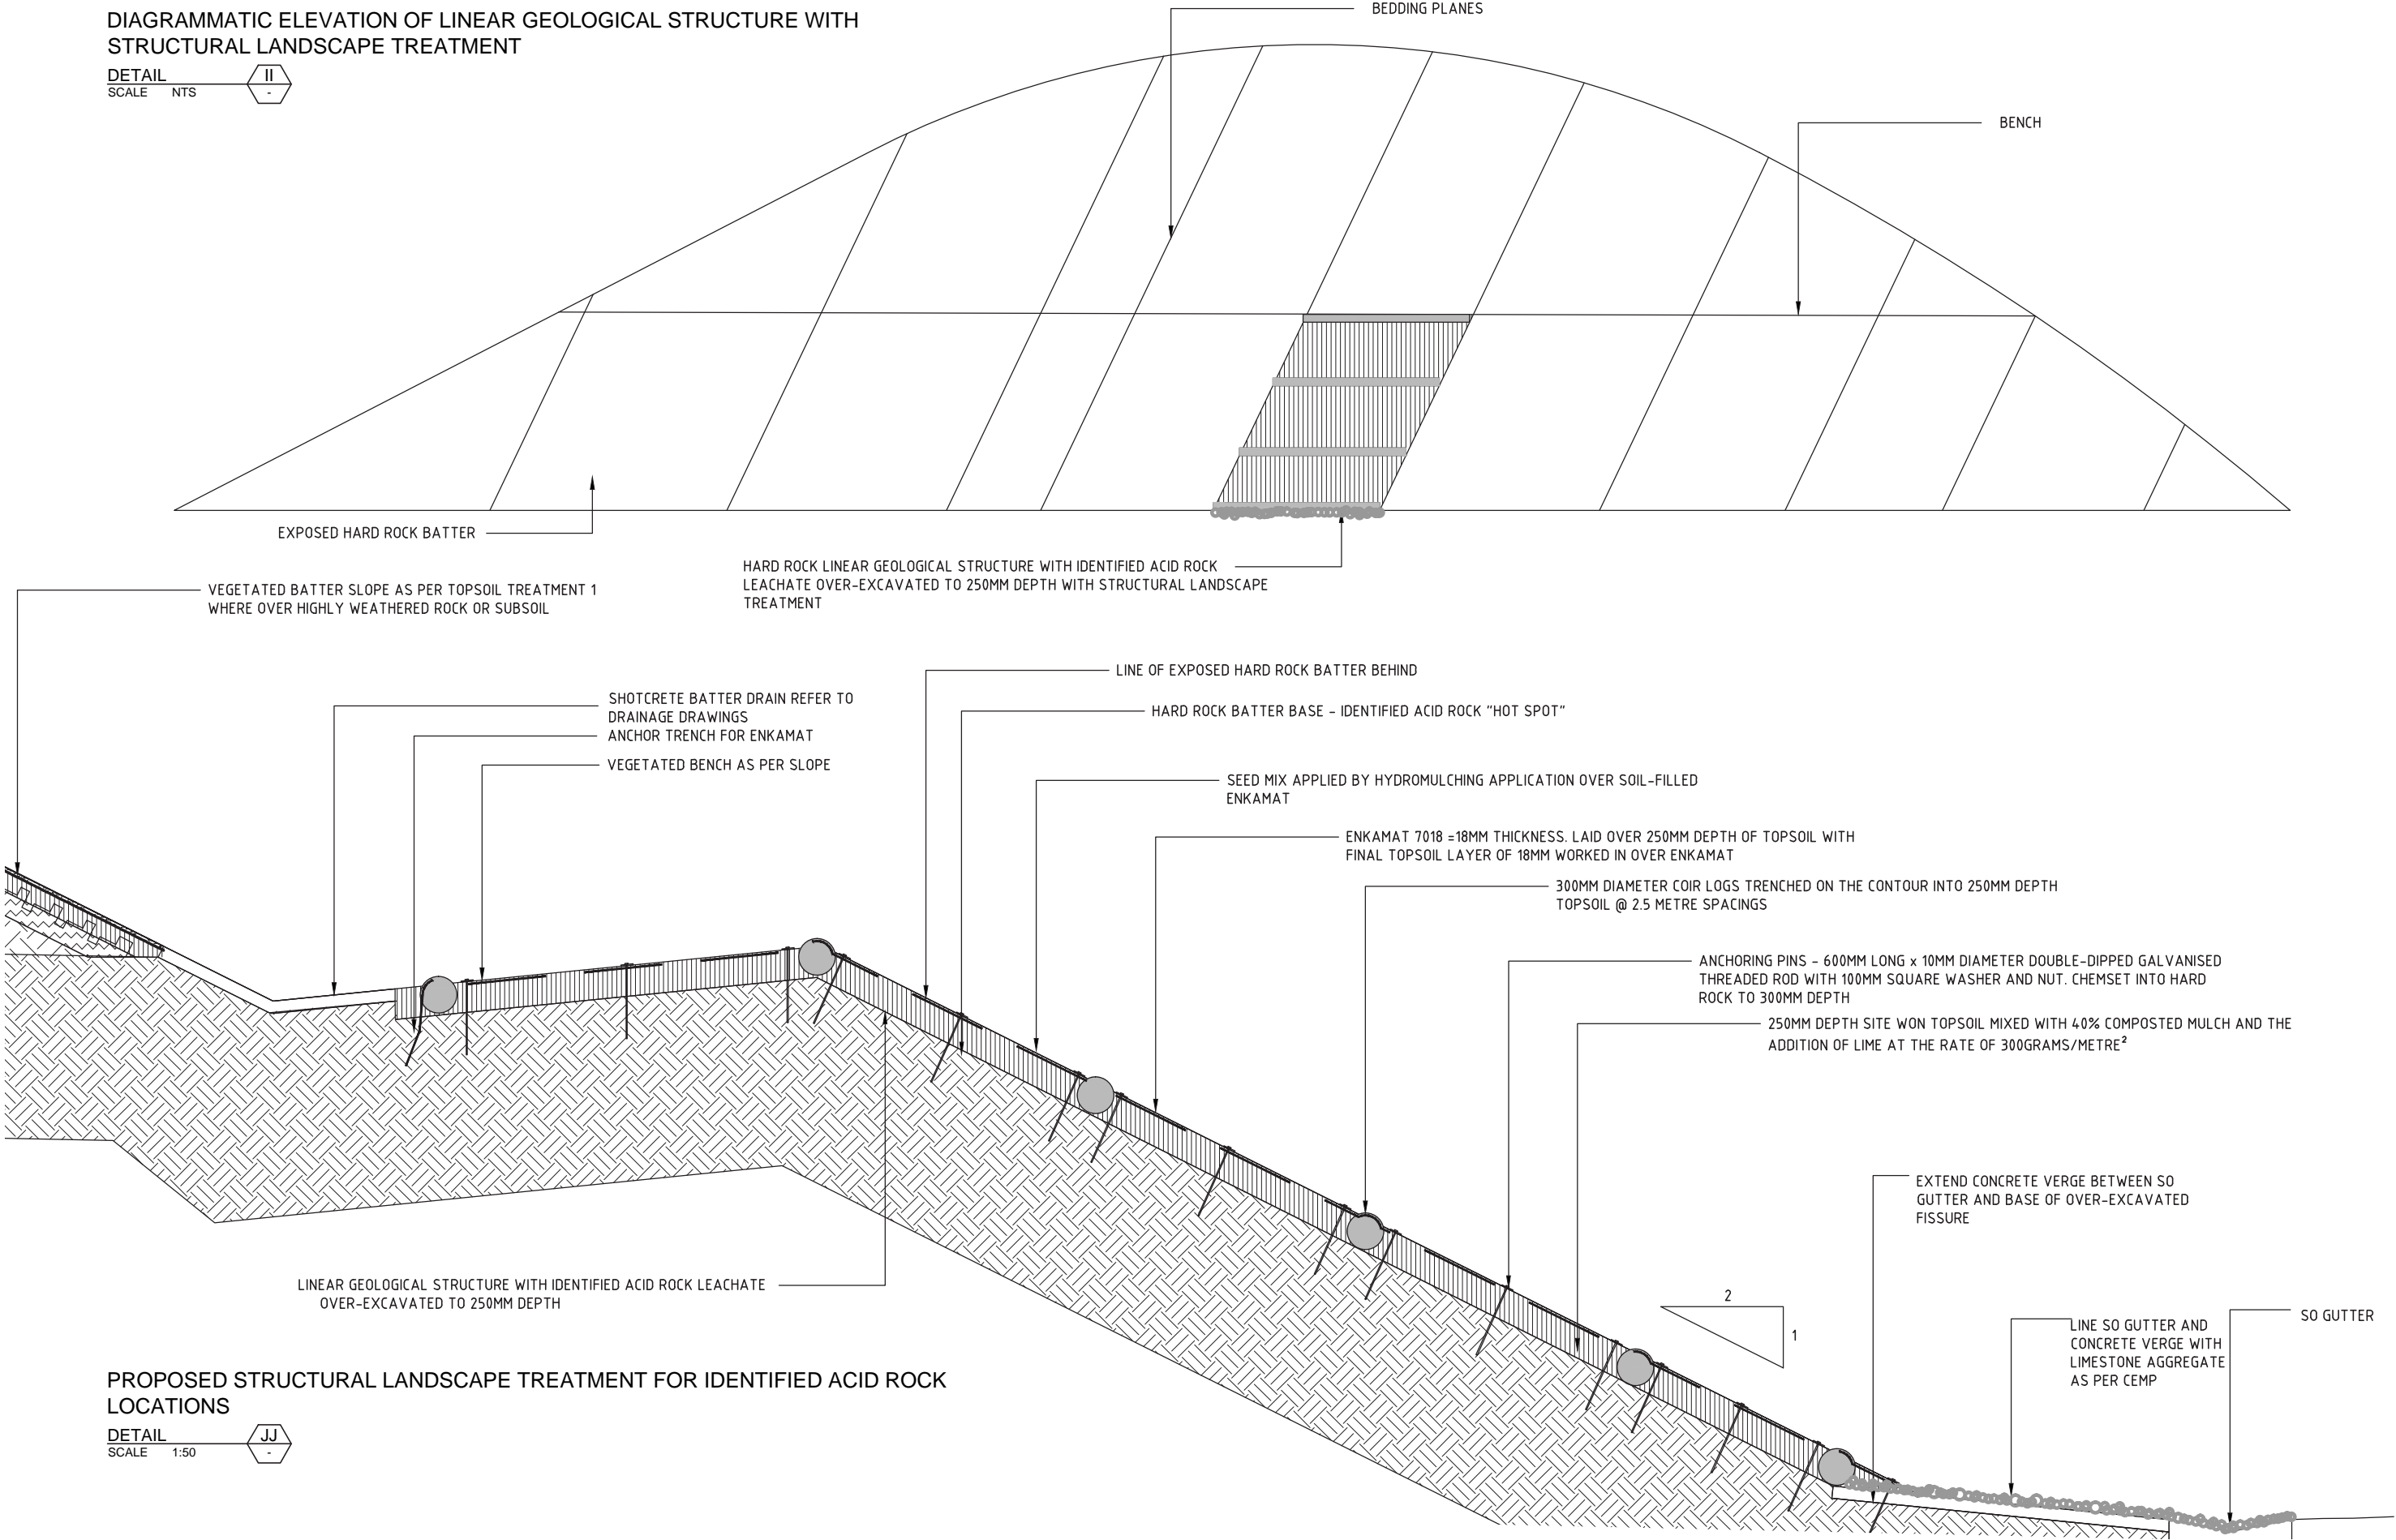 DIAGRAMMATIC ELEVATION OF LINEAR GEOLOGICAL STRUCTURE WITH
STRUCTURAL LANDSCAPE TREATMENT
DETAIL
SCALE NTS
II
-
BEDDING PLANES
BENCH
EXPOSED HARD ROCK BATTER
HARD ROCK LINEAR GEOLOGICAL STRUCTURE WITH IDENTIFIED ACID ROCK
LEACHATE OVER-EXCAVATED TO 250MM DEPTH WITH STRUCTURAL LANDSCAPE
TREATMENT
VEGETATED BATTER SLOPE AS PER TOPSOIL TREATMENT 1
WHERE OVER HIGHLY WEATHERED ROCK OR SUBSOIL
LINE OF EXPOSED HARD ROCK BATTER BEHIND
SHOTCRETE BATTER DRAIN REFER TO
DRAINAGE DRAWINGS
HARD ROCK BATTER BASE - IDENTIFIED ACID ROCK "HOT SPOT"
ANCHOR TRENCH FOR ENKAMAT
VEGETATED BENCH AS PER SLOPE
SEED MIX APPLIED BY HYDROMULCHING APPLICATION OVER SOIL-FILLED
ENKAMAT
ENKAMAT 7018 =18MM THICKNESS. LAID OVER 250MM DEPTH OF TOPSOIL WITH
FINAL TOPSOIL LAYER OF 18MM WORKED IN OVER ENKAMAT
300MM DIAMETER COIR LOGS TRENCHED ON THE CONTOUR INTO 250MM DEPTH
TOPSOIL @ 2.5 METRE SPACINGS
ANCHORING PINS - 600MM LONG x 10MM DIAMETER DOUBLE-DIPPED GALVANISED
THREADED ROD WITH 100MM SQUARE WASHER AND NUT. CHEMSET INTO HARD
ROCK TO 300MM DEPTH
250MM DEPTH SITE WON TOPSOIL MIXED WITH 40% COMPOSTED MULCH AND THE
ADDITION OF LIME AT THE RATE OF 300GRAMS/METRE²
EXTEND CONCRETE VERGE BETWEEN SO
GUTTER AND BASE OF OVER-EXCAVATED
FISSURE
LINEAR GEOLOGICAL STRUCTURE WITH IDENTIFIED ACID ROCK LEACHATE
OVER-EXCAVATED TO 250MM DEPTH
2
1
SO GUTTER
LINE SO GUTTER AND
CONCRETE VERGE WITH
LIMESTONE AGGREGATE
AS PER CEMP
PROPOSED STRUCTURAL LANDSCAPE TREATMENT FOR IDENTIFIED ACID ROCK
LOCATIONS
DETAIL
SCALE 1:50
JJ
-